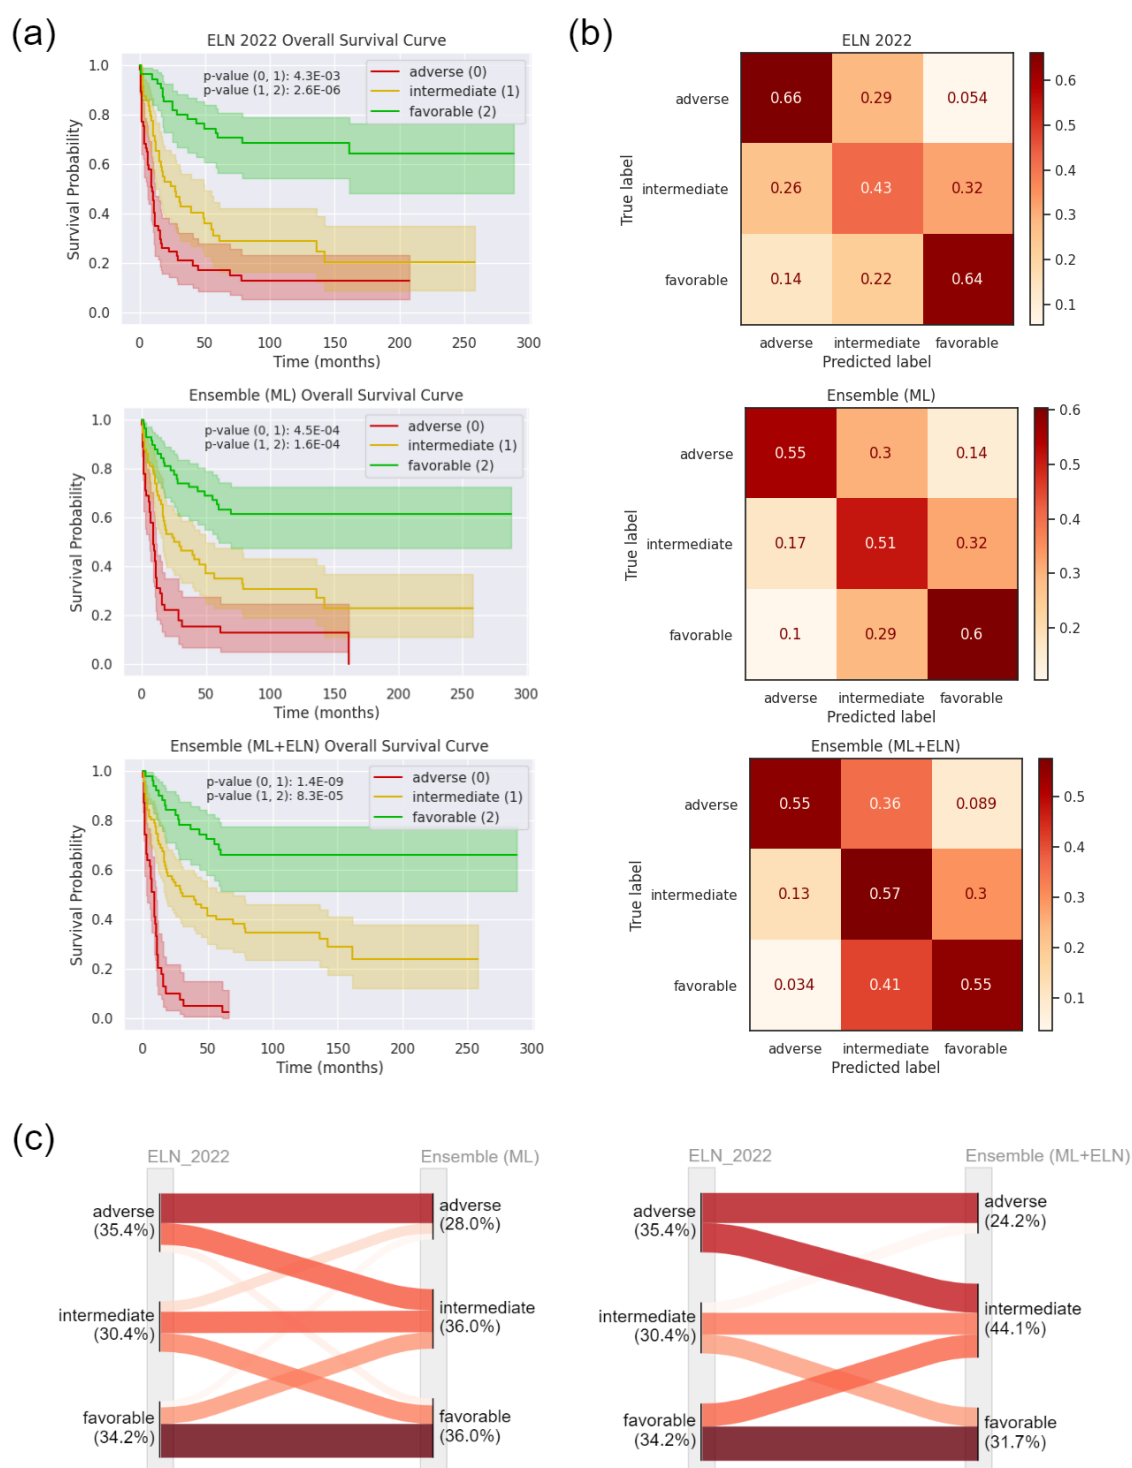 (a)
ELN 2022 Overall Survival Curve
p-value (0, 1): 4.3E-03
p-value (1, 2): 2.6E-06
adverse (0)
intermediate (1)
favorable (2)
Survival Probability
1.0
0.8
0.6
0.4
0.2
0.0
0 50 100 150 200 250 300
Time (months)
(b)
ELN 2022
True label
adverse 0.66 0.29 0.054
intermediate 0.26 0.43 0.32
favorable 0.14 0.22 0.64
adverse intermediate favorable
Predicted label
0.6
0.5
0.4
0.3
0.2
0.1
Ensemble (ML) Overall Survival Curve
p-value (0, 1): 4.5E-04
p-value (1, 2): 1.6E-04
adverse (0)
intermediate (1)
favorable (2)
Survival Probability
1.0
0.8
0.6
0.4
0.2
0.0
0 50 100 150 200 250 300
Time (months)
Ensemble (ML)
True label
adverse 0.55 0.3 0.14
intermediate 0.17 0.51 0.32
favorable 0.1 0.29 0.6
adverse intermediate favorable
Predicted label
0.6
0.5
0.4
0.3
0.2
Ensemble (ML+ELN) Overall Survival Curve
p-value (0, 1): 1.4E-09
p-value (1, 2): 8.3E-05
adverse (0)
intermediate (1)
favorable (2)
Survival Probability
1.0
0.8
0.6
0.4
0.2
0.0
0 50 100 150 200 250 300
Time (months)
Ensemble (ML+ELN)
True label
adverse 0.55 0.36 0.089
intermediate 0.13 0.57 0.3
favorable 0.034 0.41 0.55
adverse intermediate favorable
Predicted label
0.5
0.4
0.3
0.2
0.1
(c)
ELN_2022
Ensemble (ML)
adverse
(35.4%)
intermediate
(30.4%)
favorable
(34.2%)
adverse
(28.0%)
intermediate
(36.0%)
favorable
(36.0%)
ELN_2022
Ensemble (ML+ELN)
adverse
(35.4%)
intermediate
(30.4%)
favorable
(34.2%)
adverse
(24.2%)
intermediate
(44.1%)
favorable
(31.7%)